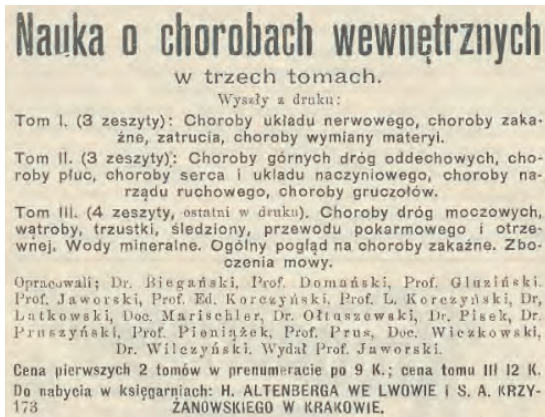 Nauka o chorobach wewnętrznych
w trzech tomach.
Wyszły z druku:
Tom I. (3 zeszyty): Choroby układu nerwowego, choroby zaka-
źne, zatrucia, choroby wymiany materyi.
Tom II. (3 zeszyty): Choroby górnych dróg oddechowych, cho-
roby płuc, choroby serca i układu naczyniowego, choroby na-
rządu ruchowego, choroby gruczołów.
Tom III. (4 zeszyty, ostatni w druku). Choroby dróg moczowych,
wątroby, trzustki, śledziony, przewodu pokarmowego i otrze-
wnej. Wody mineralne. Ogólny pogląd na choroby zakaźne. Zbo-
czenia mowy.
Opracowali: Dr. Biegański, Prof. Domański, Prof. Gluziński.
Prof. Jaworski, Prof. Ed. Korczyński, Prof. L. Korczyński, Dr,
Latkowski, Doc. Marischler, Dr. Ołtuszewski, Dr. Pisek, Dr.
Pruszyński, Prof. Pieniążek, Prof. Prus, Doc. Wiczkowski,
Dr. Wilczyński. Wydał Prof. Jaworski.
Cena pierwszych 2 tomów w prenumeracie po 9 K.; cena tomu III 12 K.
Do nabycia w księgarniach: H. ALTENBERGA WE LWOWIE I S. A. KRZY-
173 ŻANOWSKIEGO W KRAKOWIE.